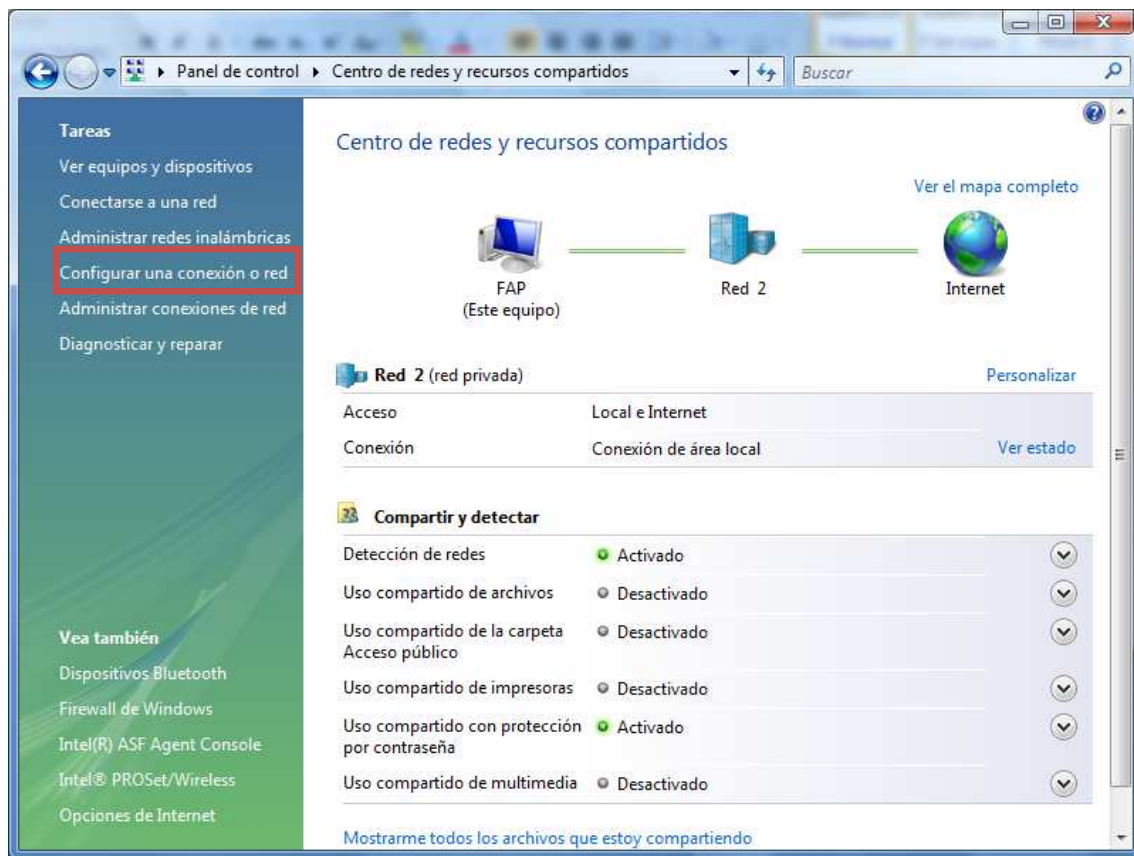 Panel de control
Centro de redes y recursos compartidos
Buscar
Tareas
Ver equipos y dispositivos
Conectarse a una red
Administrar redes inalámbricas
Configurar una conexión o red
Administrar conexiones de red
Diagnosticar y reparar
Vea también
Dispositivos Bluetooth
Firewall de Windows
Intel(R) ASF Agent Console
Intel® PROSet/Wireless
Opciones de Internet
Centro de redes y recursos compartidos
Ver el mapa completo
FAP
(Este equipo)
Red 2
Internet
Red 2 (red privada)
Personalizar
Acceso
Local e Internet
Conexión
Conexión de área local
Ver estado
Compartir y detectar
Detección de redes
Activado
Uso compartido de archivos
Desactivado
Uso compartido de la carpeta
Acceso público
Desactivado
Uso compartido de impresoras
Desactivado
Uso compartido con protección
por contraseña
Activado
Uso compartido de multimedia
Desactivado
Mostrarme todos los archivos que estoy compartiendo